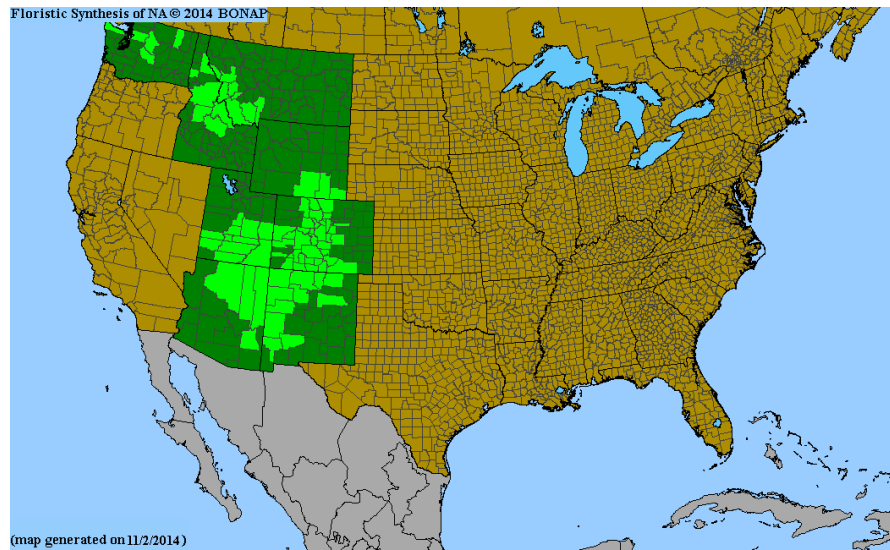 Floristic Synthesis of NA © 2014 BONAP
(map generated on 11/2/2014)